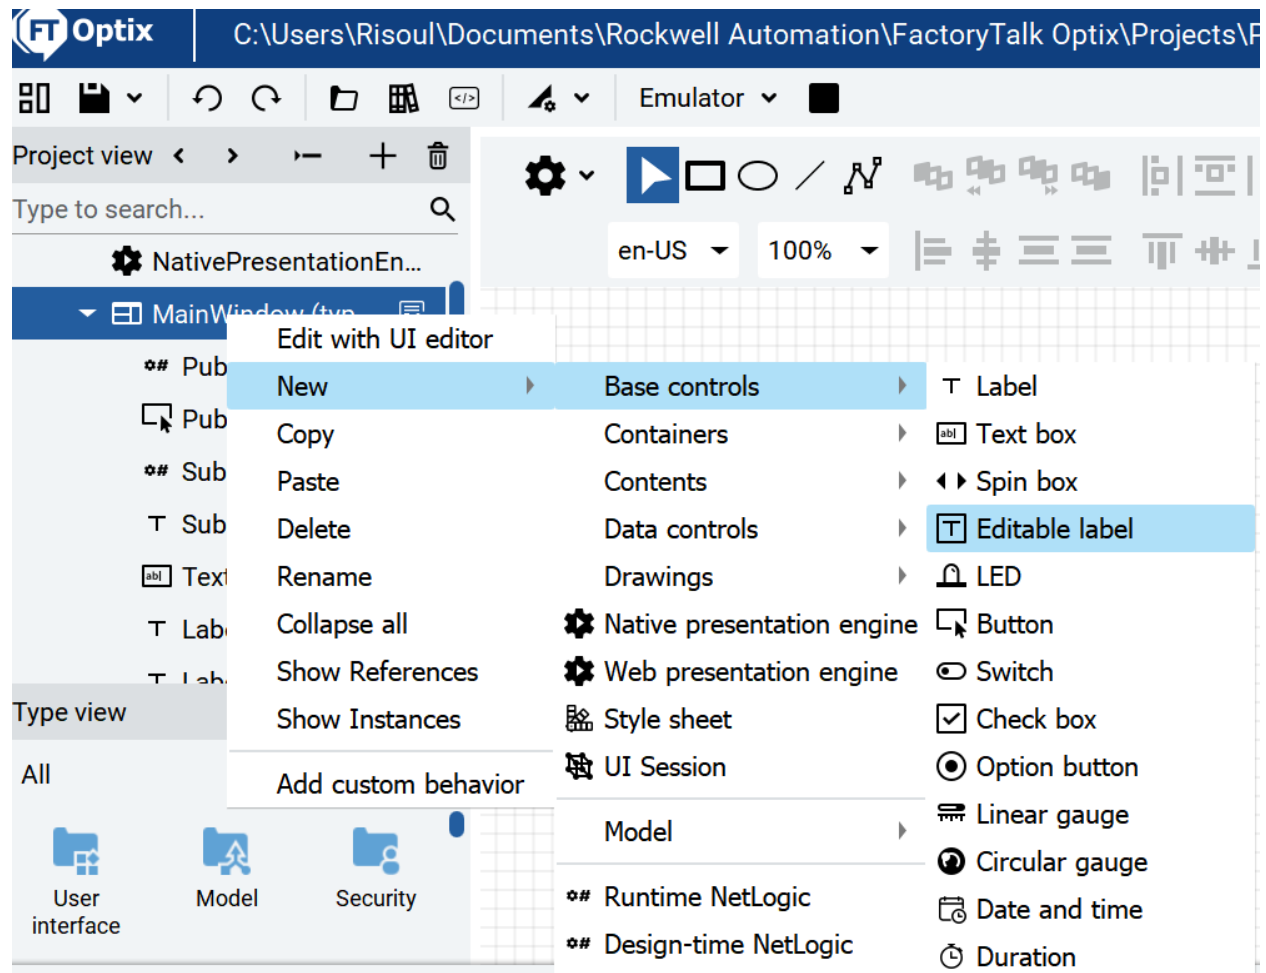 FT Optix
C:\Users\Risoul\Documents\Rockwell Automation\FactoryTalk Optix\Projects\
</>
Emulator
Project view
Type to search...
en-US
100%
NativePresentationEn...
MainWindow (typ
Edit with UI editor
New
Copy
Paste
Delete
Rename
Collapse all
Show References
Show Instances
Add custom behavior
Pub
Pub
Sub
Sub
Text
Lab
Lab
Base controls
Containers
Contents
Data controls
Drawings
Native presentation engine
Web presentation engine
Style sheet
UI Session
Model
Runtime NetLogic
Design-time NetLogic
Label
Text box
Spin box
Editable label
LED
Button
Switch
Check box
Option button
Linear gauge
Circular gauge
Date and time
Duration
Type view
All
User
interface
Model
Security